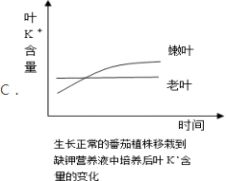 叶
K⁺
含
量
嫩叶
老叶
C．
时间
生长正常的番茄植株移栽到
缺钾营养液中培养后叶K⁺含
量的变化